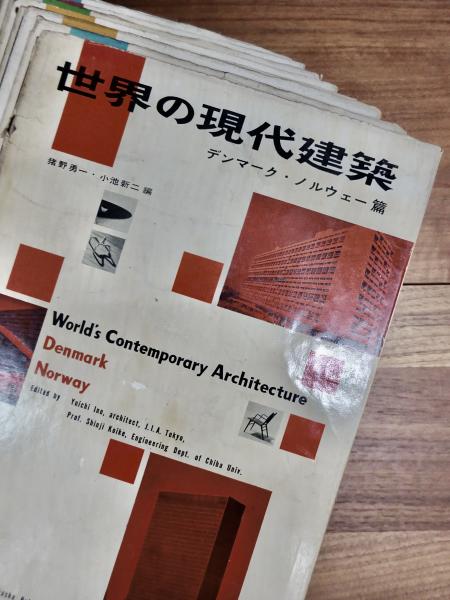 世界の現代建築
デンマーク・ノルウェー篇
猪野勇一・小池新二 編
World's Contemporary Architecture
Denmark
Norway
Edited by Yuichi Ino, architect, J.I.A. Tokyo,
Prof. Shinji Koike, Engineering Dept. of Chiba Univ.